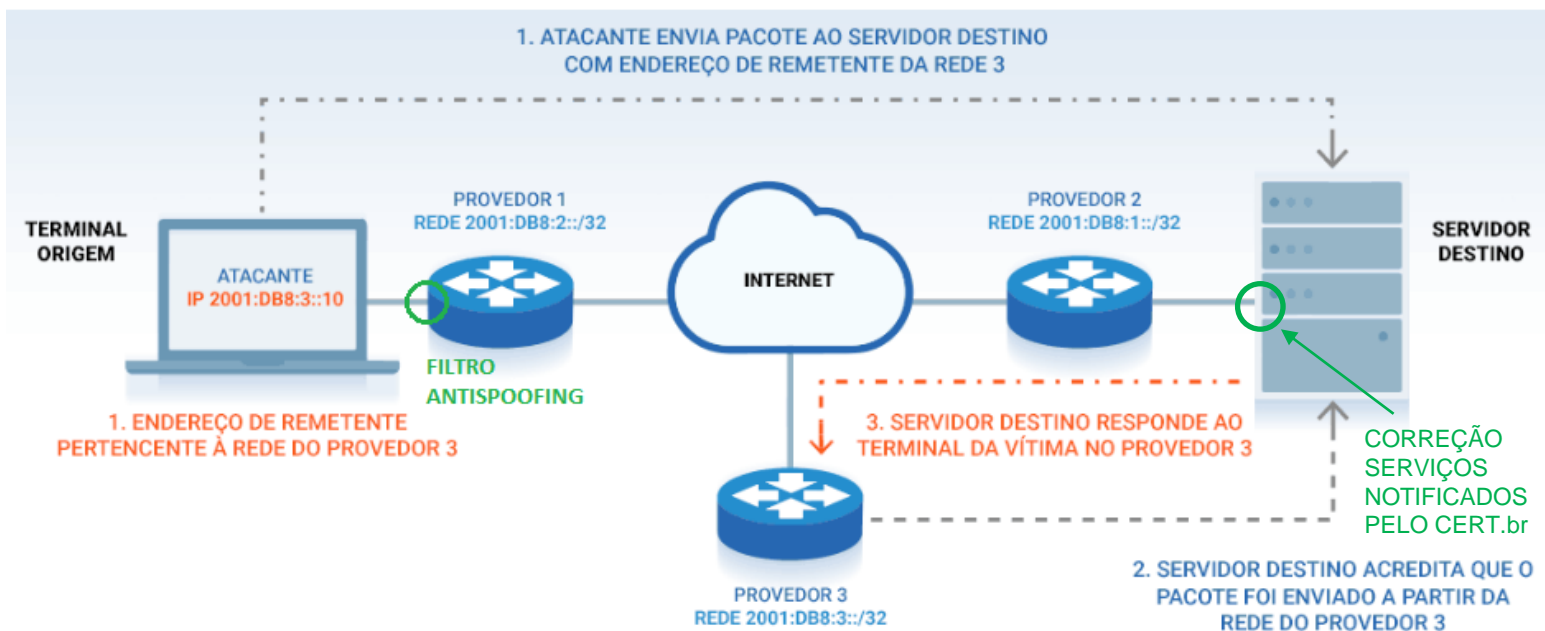 1. ATACANTE ENVIA PACOTE AO SERVIDOR DESTINO
COM ENDEREÇO DE REMETENTE DA REDE 3
TERMINAL
ORIGEM
ATACANTE
IP 2001:DB8:3::10
PROVEDOR 1
REDE 2001:DB8:2::/32
INTERNET
PROVEDOR 2
REDE 2001:DB8:1::/32
SERVIDOR
DESTINO
FILTRO
ANTISPOOFING
1. ENDEREÇO DE REMETENTE
PERTENCENTE À REDE DO PROVEDOR 3
3. SERVIDOR DESTINO RESPONDE AO
TERMINAL DA VÍTIMA NO PROVEDOR 3
CORREÇÃO
SERVIÇOS
NOTIFICADOS
PELO CERT.br
PROVEDOR 3
REDE 2001:DB8:3::/32
2. SERVIDOR DESTINO ACREDITA QUE O
PACOTE FOI ENVIADO A PARTIR DA
REDE DO PROVEDOR 3